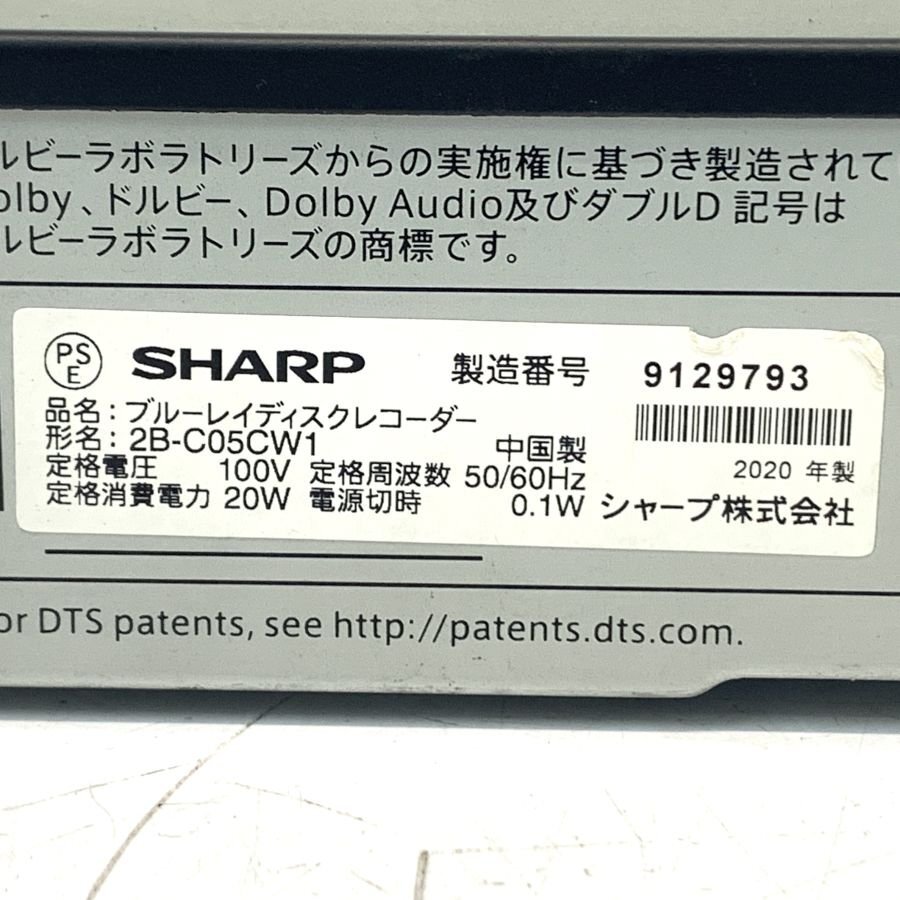 ルビーラボラトリーズからの実施権に基づき製造されて
olby、ドルビー、Dolby Audio及びダブルD 記号は
ルビーラボラトリーズの商標です。
PS
E
SHARP 製造番号 9129793
品名:ブルーレイディスクレコーダー
形名:2B-C05CW1 中国製
2020 年製
定格電圧 100V 定格周波数 50/60Hz
定格消費電力 20W 電源切時 0.1W シャープ株式会社
or DTS patents, see http://patents.dts.com.